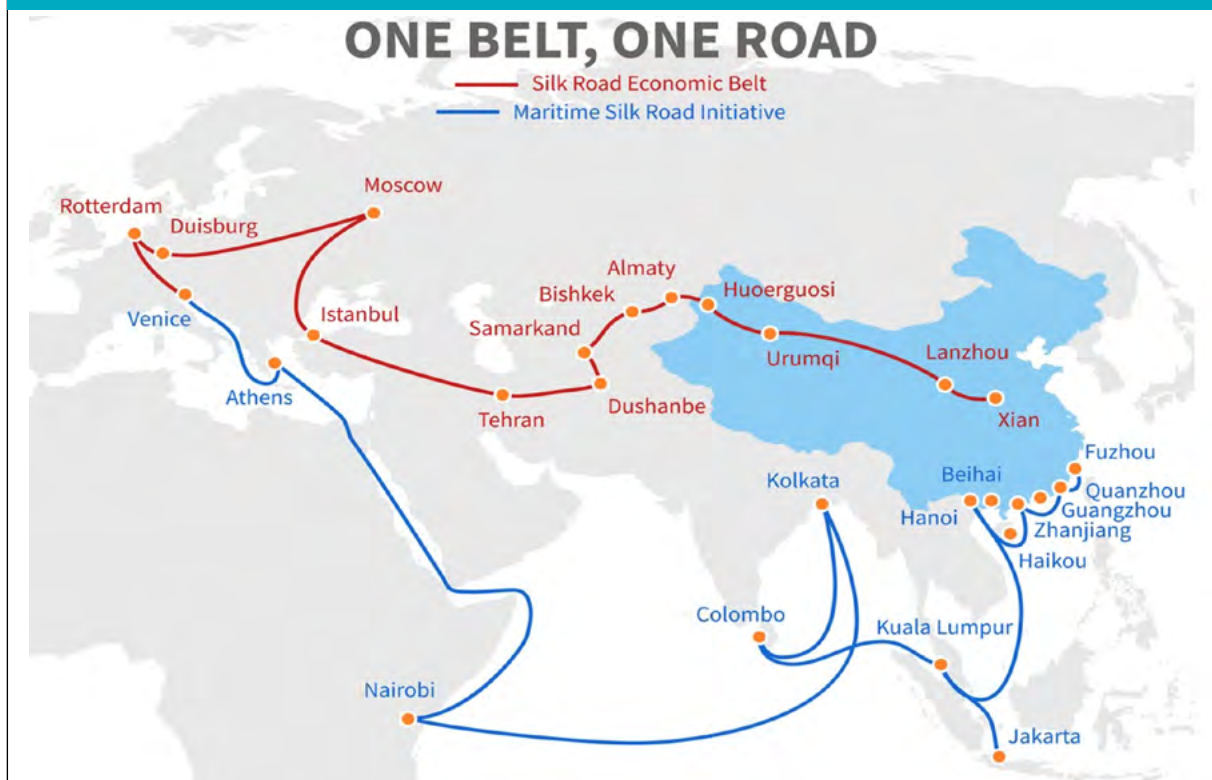 ONE BELT, ONE ROAD
Silk Road Economic Belt
Maritime Silk Road Initiative
Moscow
Rotterdam
Duisburg
Almaty
Huoerguosi
Bishkek
Istanbul
Venice
Samarkand
Urumqi
Lanzhou
Athens
Tehran
Dushanbe
Xian
Fuzhou
Beihai
Kolkata
Quanzhou
Hanoi
Guangzhou
Zhanjiang
Haikou
Colombo
Kuala Lumpur
Nairobi
Jakarta